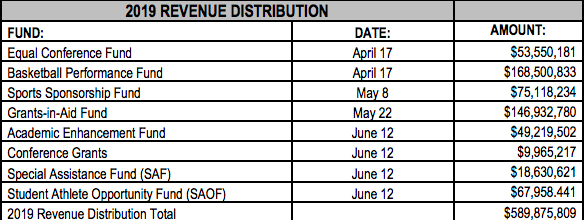 2019 REVENUE DISTRIBUTION
FUND: DATE: AMOUNT:
Equal Conference Fund April 17 $53,550,181
Basketball Performance Fund April 17 $168,500,833
Sports Sponsorship Fund May 8 $75,118,234
Grants-in-Aid Fund May 22 $146,932,780
Academic Enhancement Fund June 12 $49,219,502
Conference Grants June 12 $9,965,217
Special Assistance Fund (SAF) June 12 $18,630,621
Student Athlete Opportunity Fund (SAOF) June 12 $67,958.441
2019 Revenue Distribution Total $589,875,809